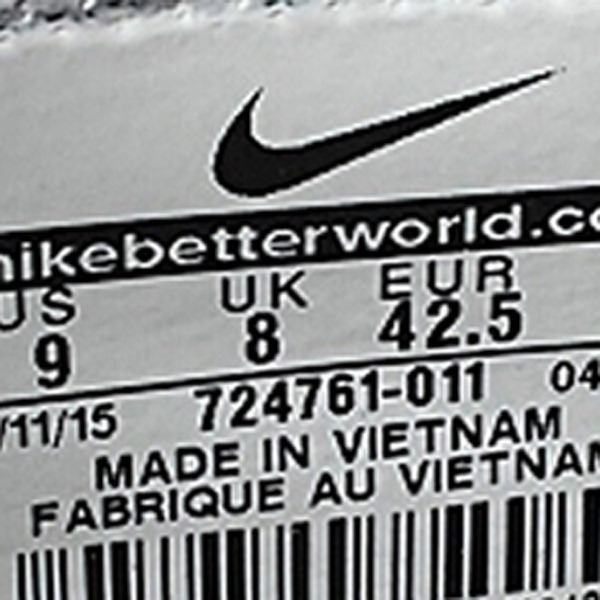 nikebetterworld.co
US UK EUR
9 8 42.5
/11/15 724761-011 04
MADE IN VIETNAM
FABRIQUE AU VIETNAM